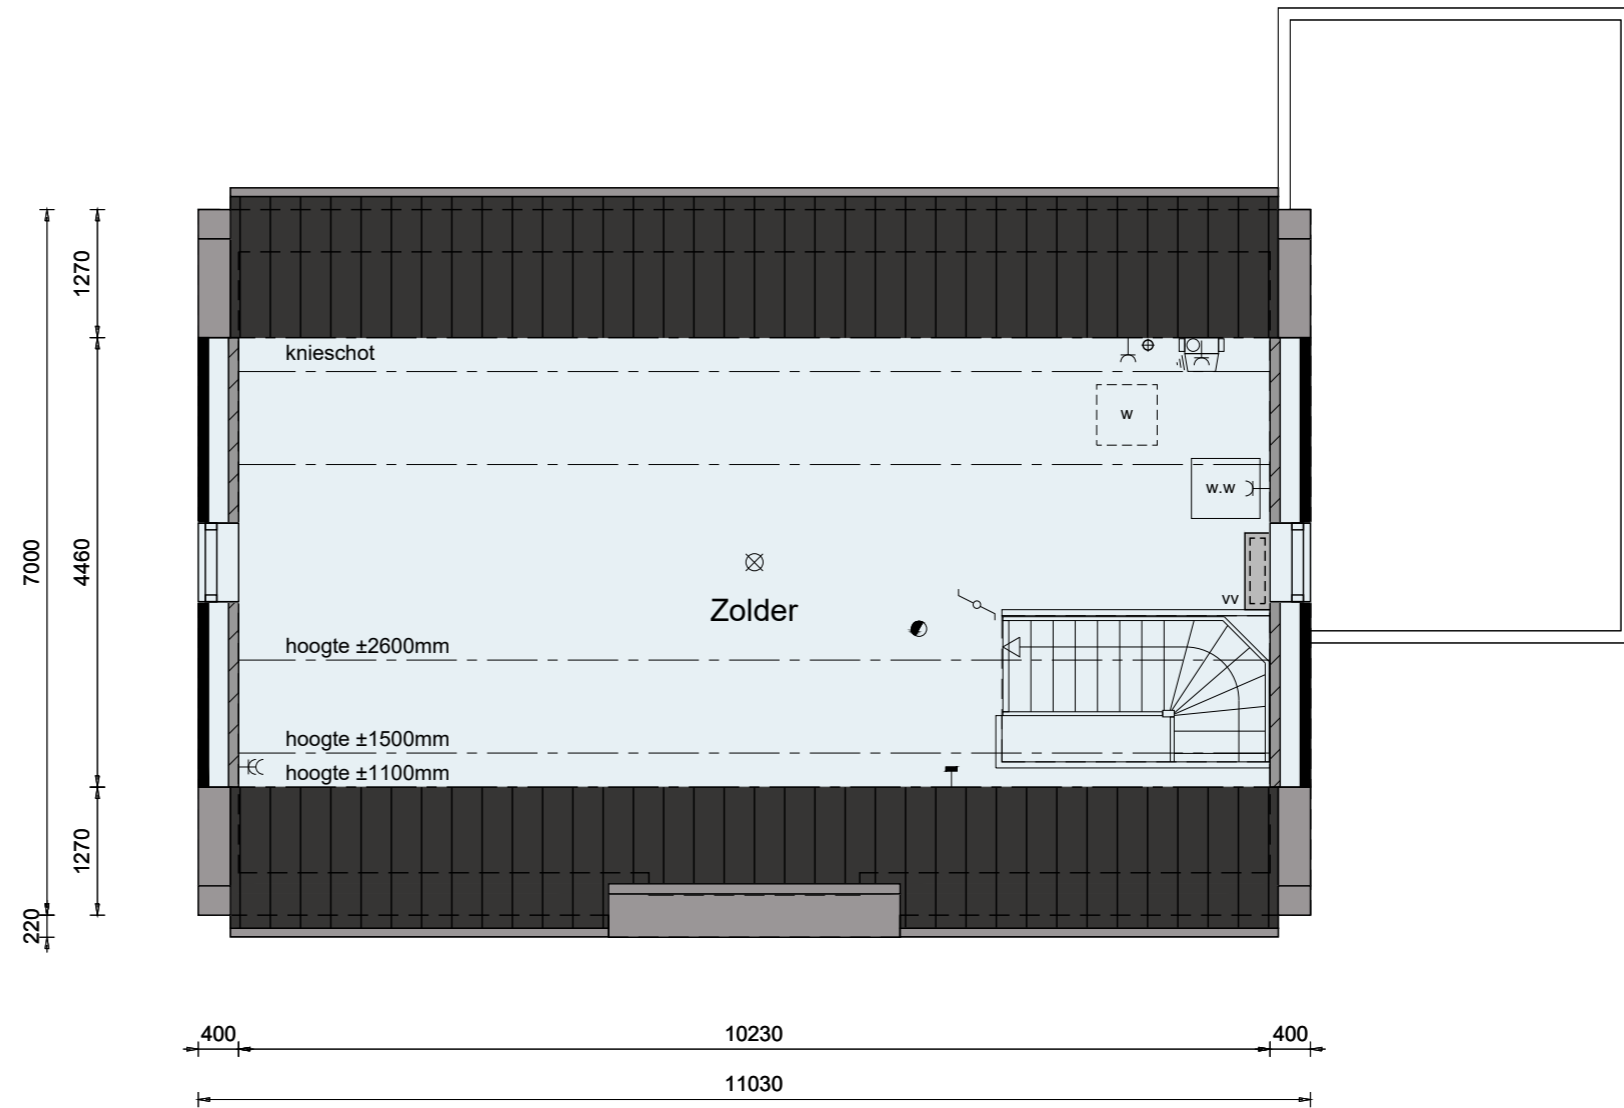 knieschot
w
w.w
vv
Zolder
hoogte ±2600mm
hoogte ±1500mm
hoogte ±1100mm
7000
220
1270
4460
1270
400
10230
400
11030